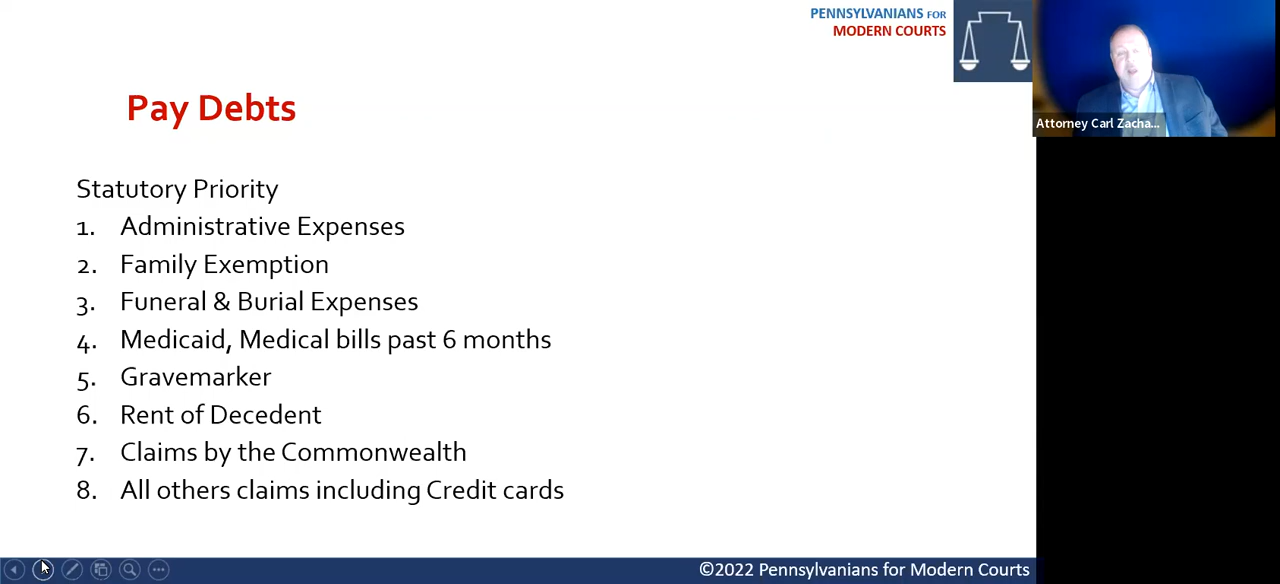 PENNSYLVANIANS FOR
MODERN COURTS
Attorney Carl Zacha...
Pay Debts
Statutory Priority
1. Administrative Expenses
2. Family Exemption
3. Funeral & Burial Expenses
4. Medicaid, Medical bills past 6 months
5. Gravemarker
6. Rent of Decedent
7. Claims by the Commonwealth
8. All others claims including Credit cards
©2022 Pennsylvanians for Modern Courts